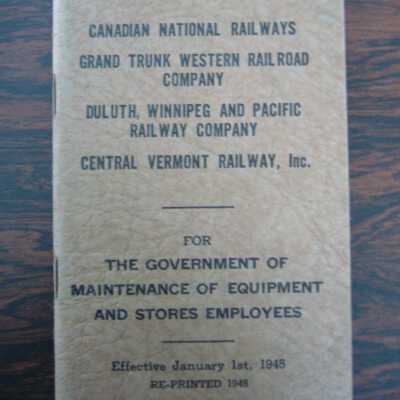 CANADIAN NATIONAL RAILWAYS
GRAND TRUNK WESTERN RAILROAD
COMPANY
DULUTH, WINNIPEG AND PACIFIC
RAILWAY COMPANY
CENTRAL VERMONT RAILWAY, Inc.
FOR
THE GOVERNMENT OF
MAINTENANCE OF EQUIPMENT
AND STORES EMPLOYEES
Effective January 1st, 1945
RE-PRINTED 1948